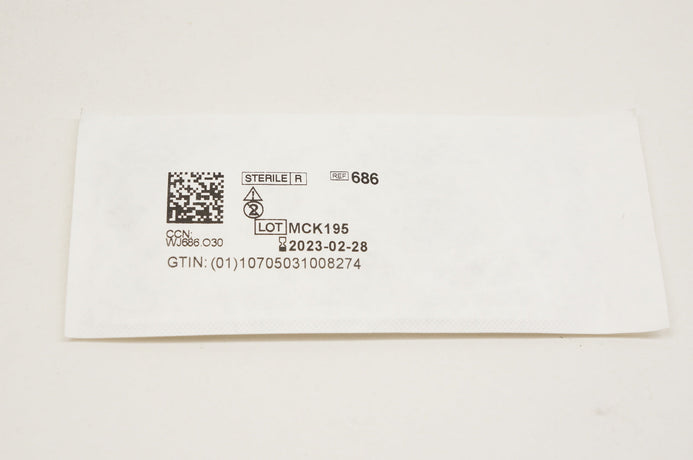 STERILE R
REF 686
LOT MCK195
2023-02-28
CCN:
WJ686.O30
GTIN: (01)10705031008274